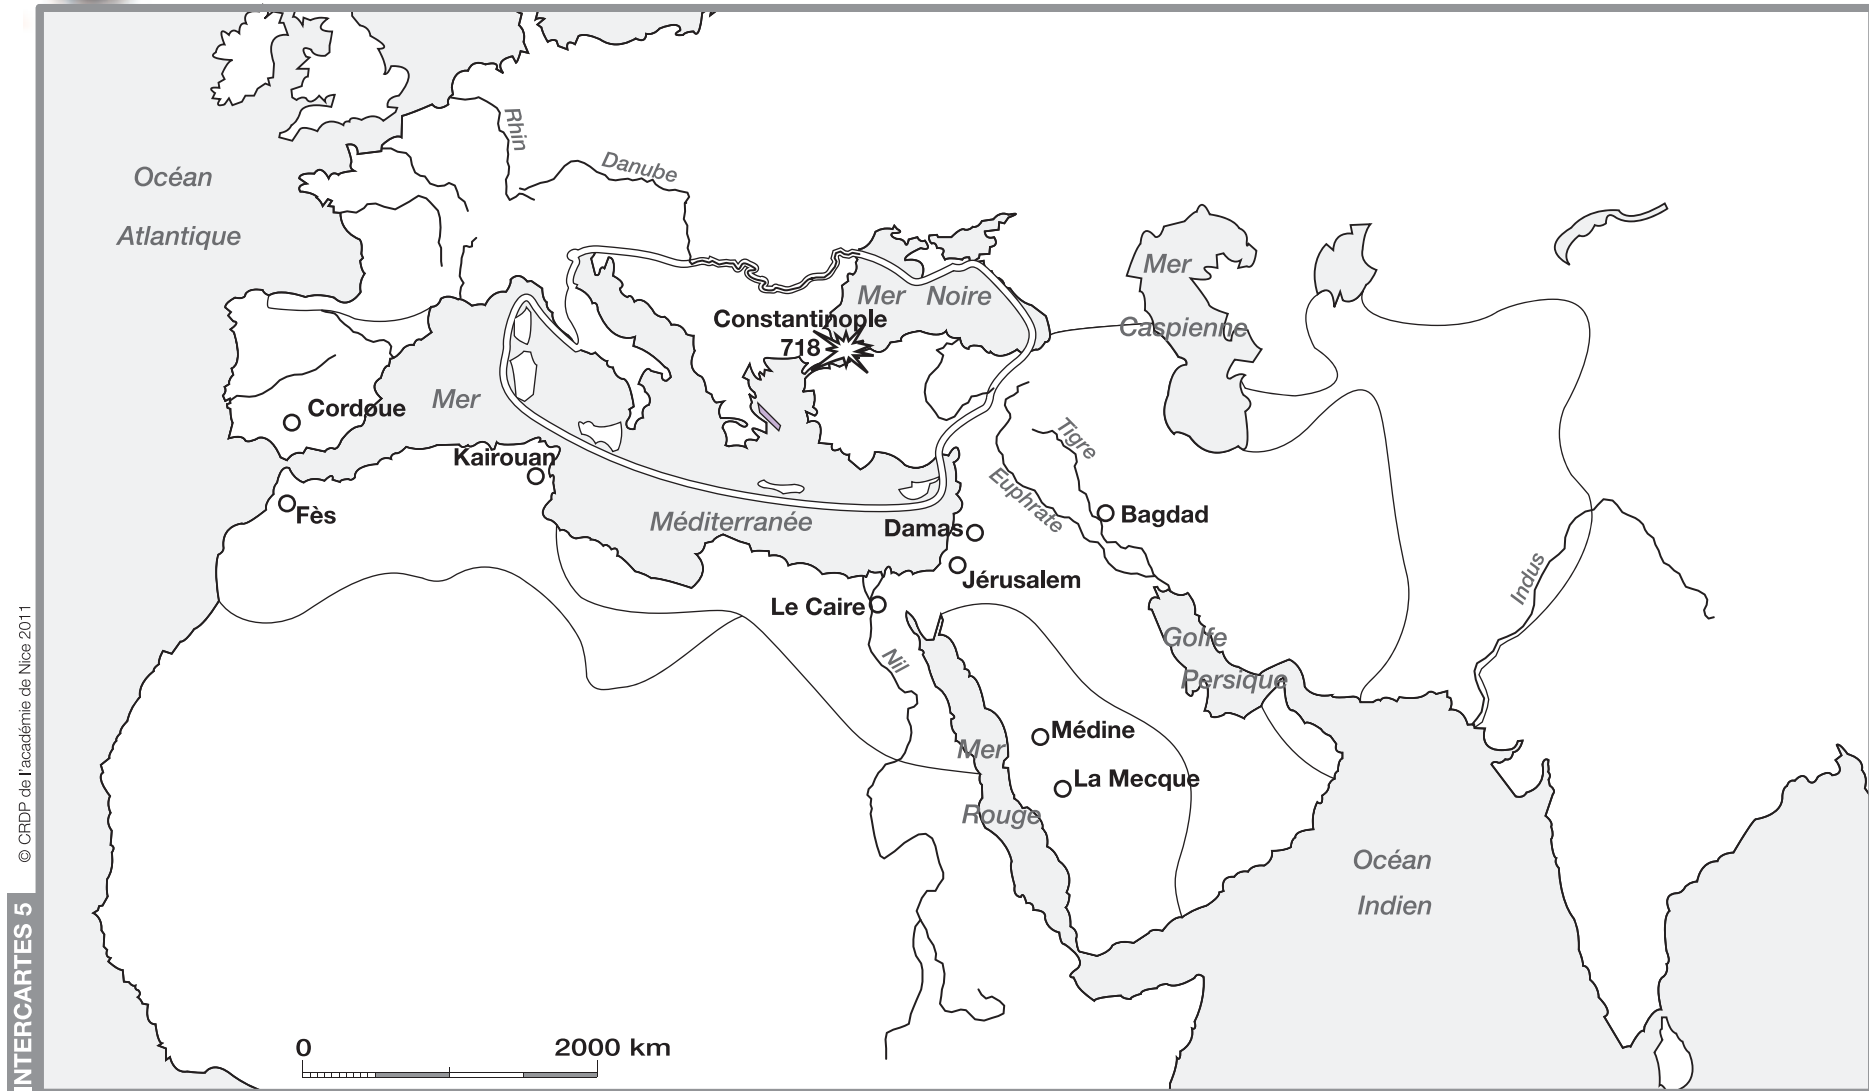 Rhin
Danube
Océan
Atlantique
Mer
Caspienne
Mer Noire
Constantinople
718
Mer
Méditerranée
Cordoue
Kairouan
Fès
Tigre
Euphrate
Bagdad
Damas
Jérusalem
Le Caire
Nil
Indus
Golfe
Persique
Médine
La Mecque
Mer
Rouge
Océan
Indien
0 2000 km
© CRDP de l'académie de Nice 2011
INTERCARTES 5